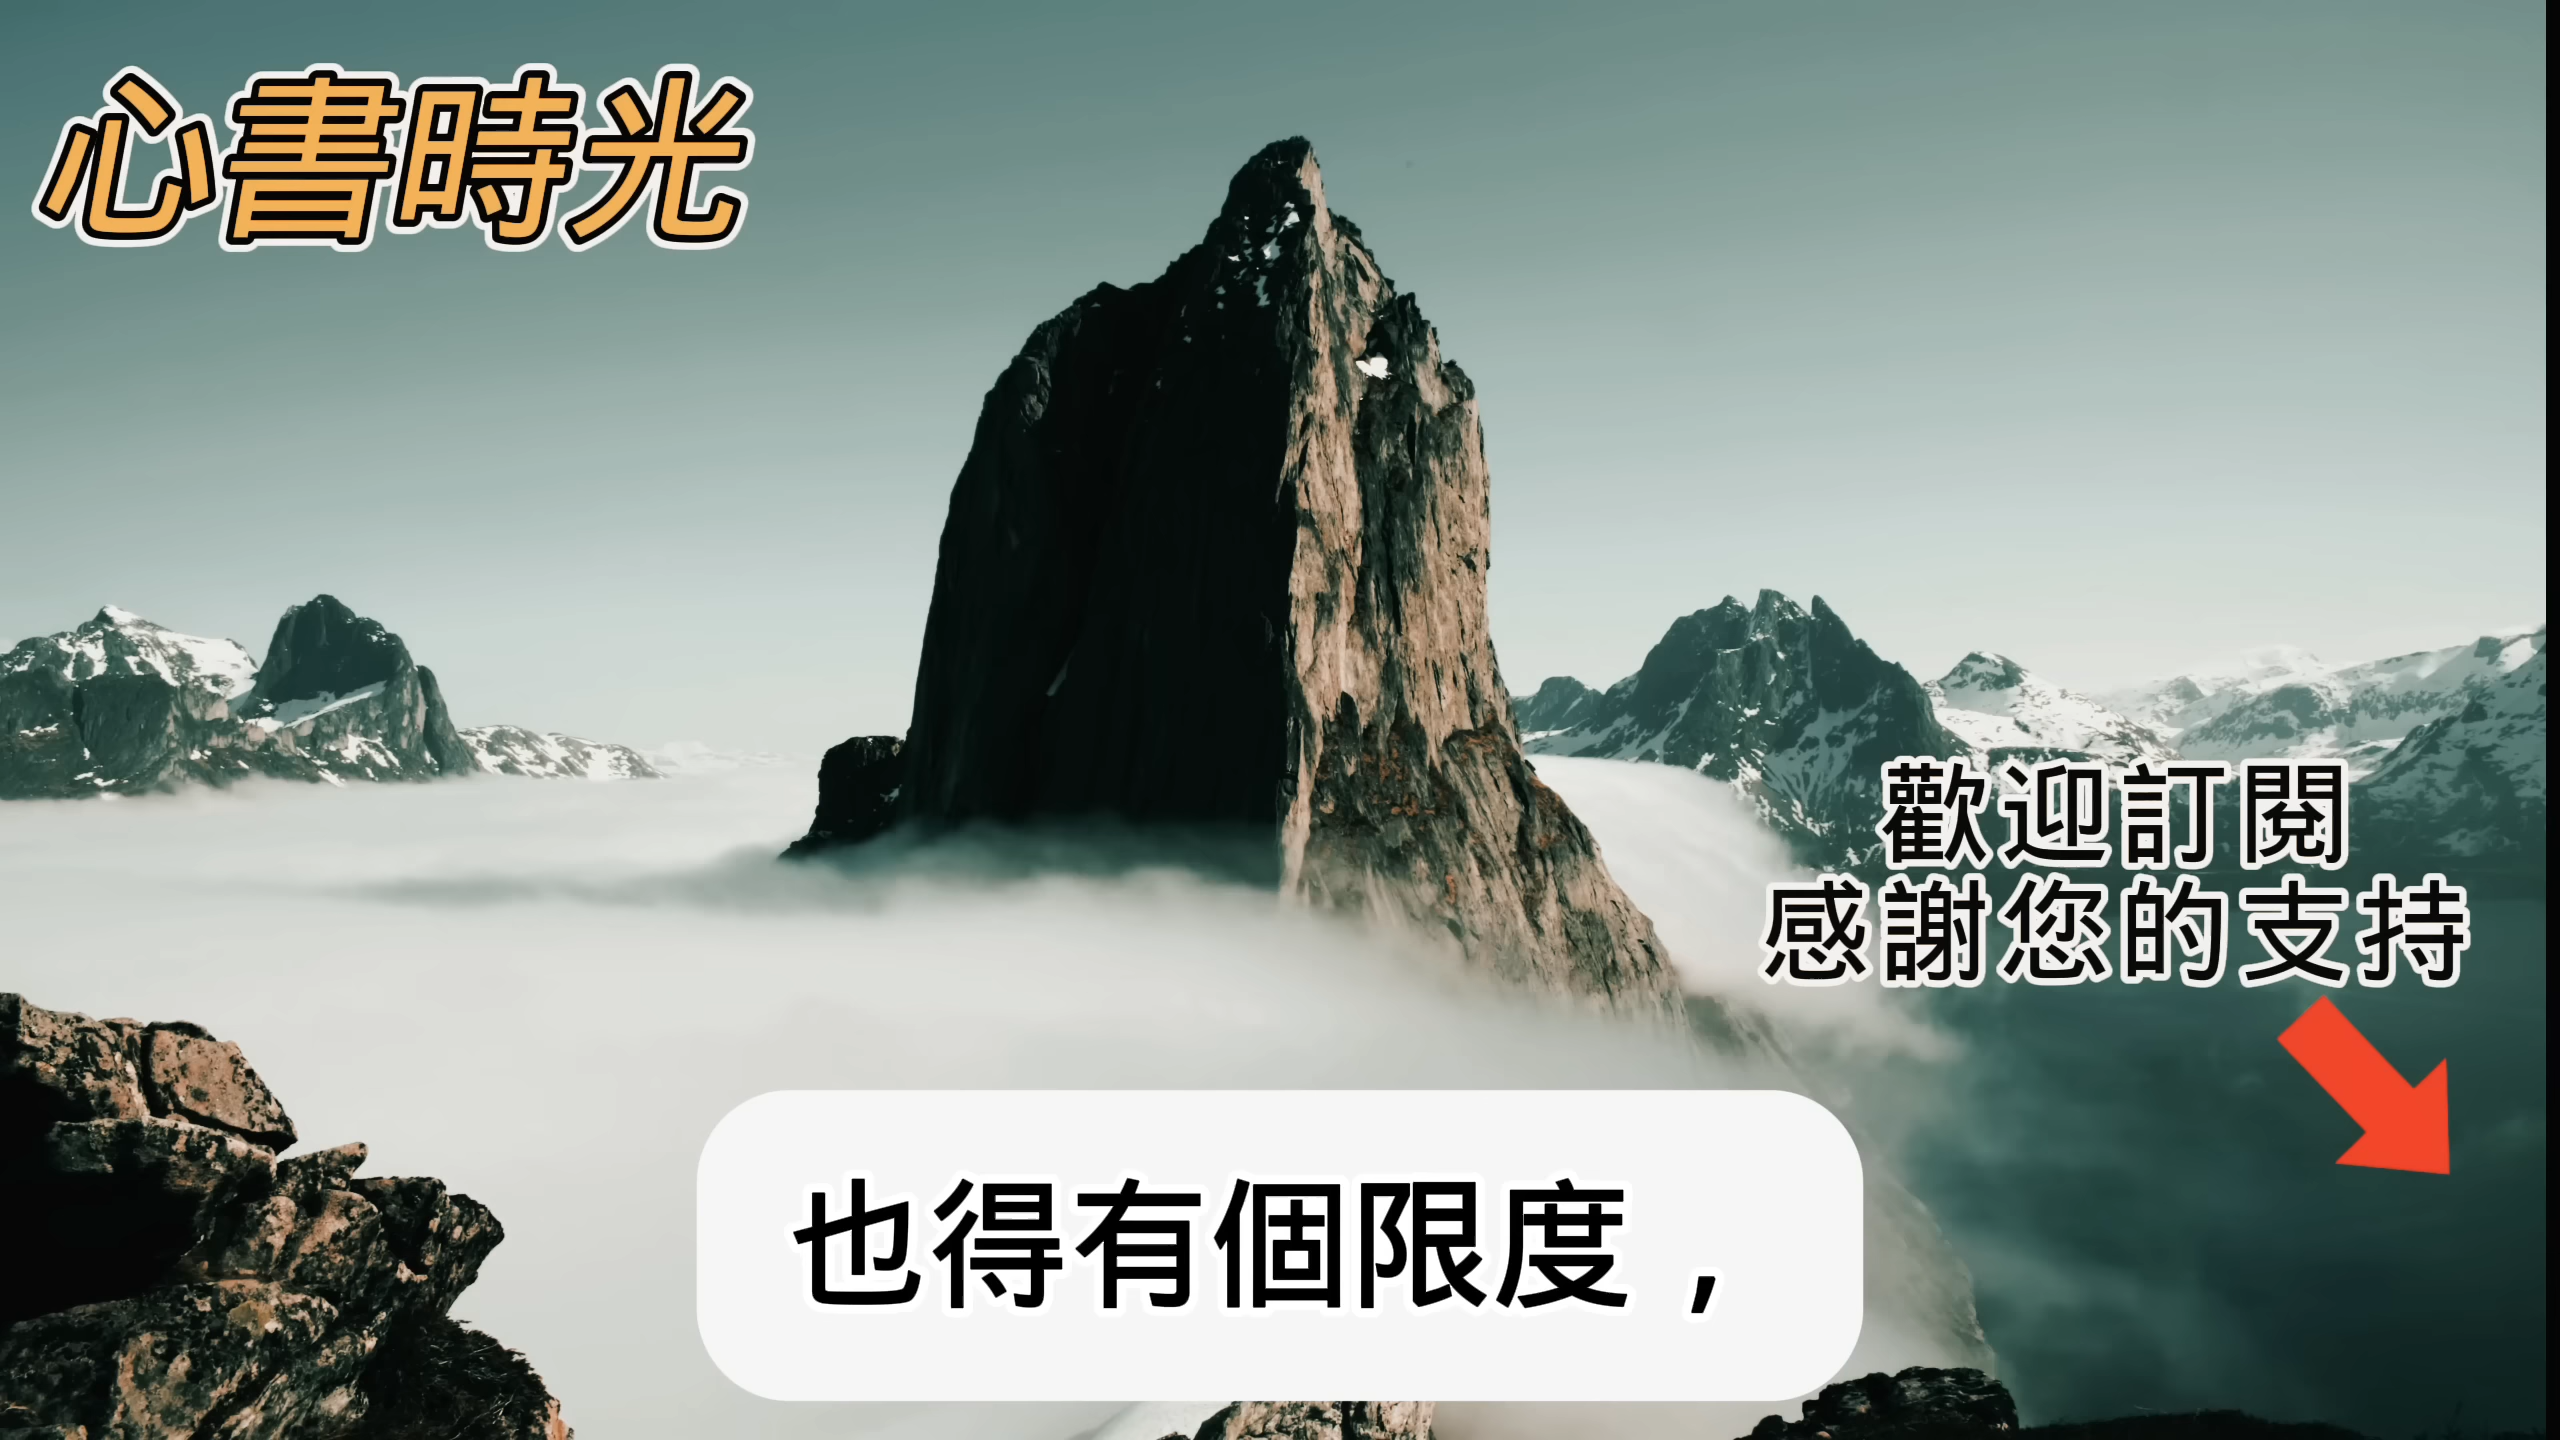 心書時光
歡迎訂閱
感謝您的支持
也得有個限度，